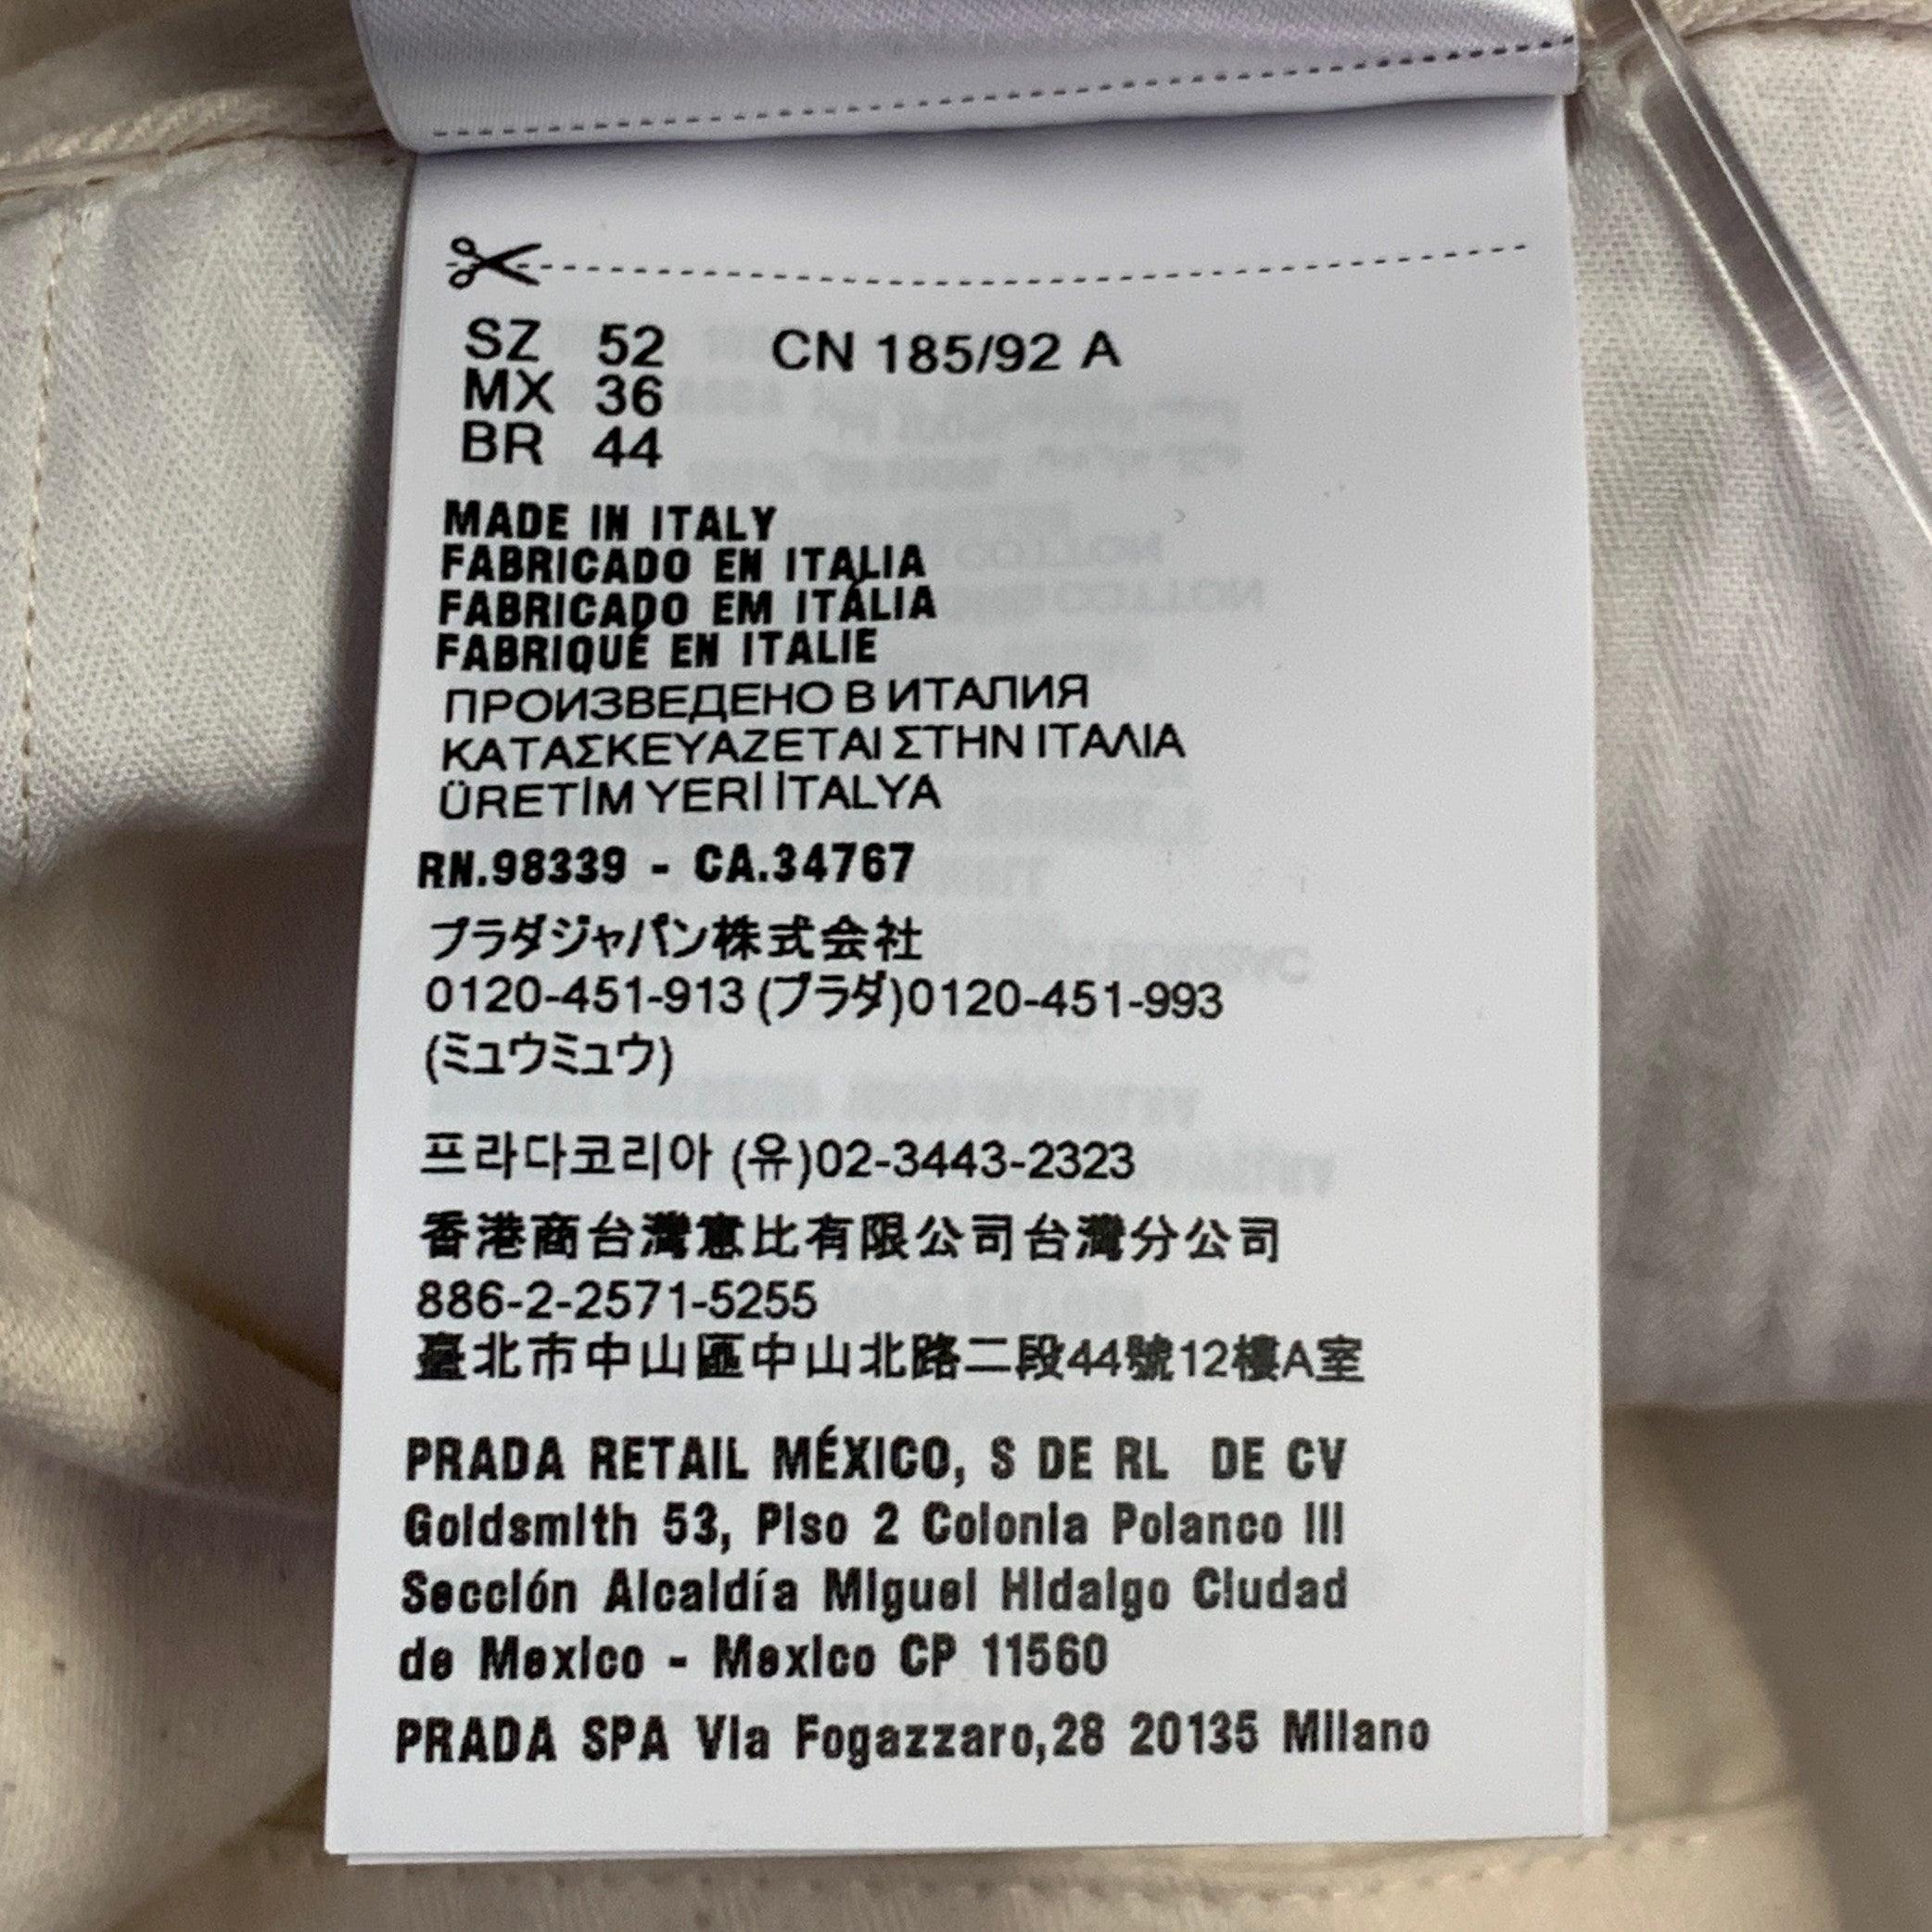 SZ 52 CN 185/92 A
MX 36
BR 44
MADE IN ITALY
FABRICADO EN ITALIA
FABRICADO EM ITÁLIA
FABRIQUÉ EN ITALIE
ПРОИЗВЕДЕНО В ИТАЛИЯ
ΚΑΤΑΣΚΕΥΑΖΕΤΑΙ ΣΤΗΝ ΙΤΑΛΙΑ
ÜRETİM YERİ İTALYA
RN.98339 - CA.34767
プラダジャパン株式会社
0120-451-913 (プラダ)0120-451-993
(ミュウミュウ)
프라다코리아 (유)02-3443-2323
香港商台灣惠比有限公司台灣分公司
886-2-2571-5255
臺北市中山區中山北路二段44號12樓A室
PRADA RETAIL MÉXICO, S DE RL DE CV
Goldsmith 53, Piso 2 Colonia Polanco III
Sección Alcaldía Miguel Hidalgo Ciudad
de Mexico - Mexico CP 11560
PRADA SPA Via Fogazzaro,28 20135 Milano